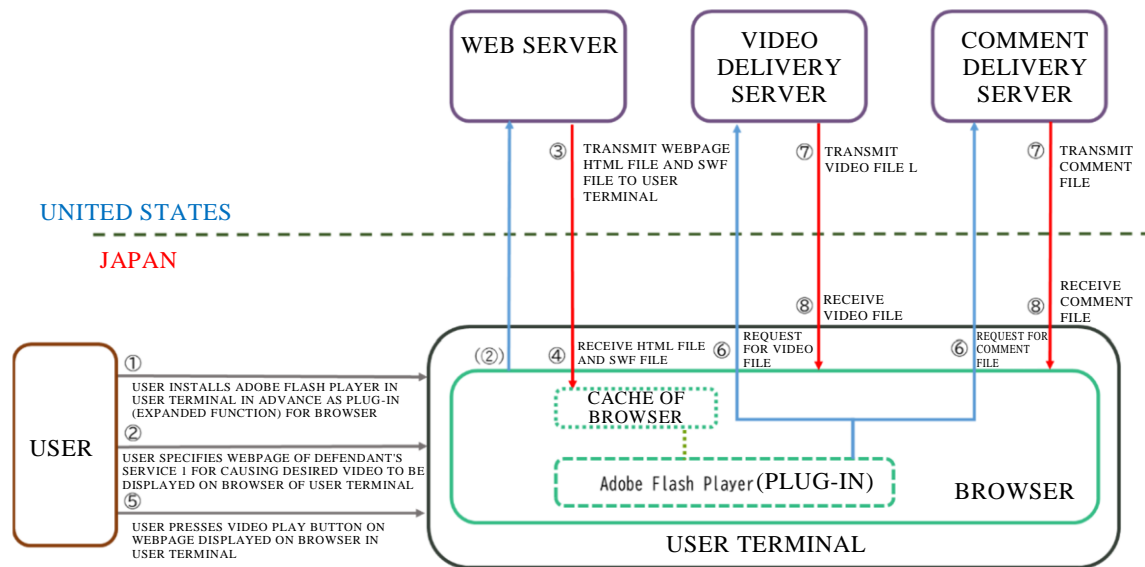 WEB SERVER
VIDEO
DELIVERY
SERVER
COMMENT
DELIVERY
SERVER
③
TRANSMIT WEBPAGE
HTML FILE AND SWF
FILE TO USER
TERMINAL
⑦
TRANSMIT
VIDEO FILE L
⑦
TRANSMIT
COMMENT
FILE
UNITED STATES
JAPAN
⑧
RECEIVE
VIDEO FILE
⑧
RECEIVE
COMMENT
FILE
(②)
④
RECEIVE HTML FILE
AND SWF FILE
⑥
REQUEST
FOR VIDEO
FILE
⑥
REQUEST FOR
COMMENT
FILE
USER
①
USER INSTALLS ADOBE FLASH PLAYER IN
USER TERMINAL IN ADVANCE AS PLUG-IN
(EXPANDED FUNCTION) FOR BROWSER
②
USER SPECIFIES WEBPAGE OF DEFENDANT'S
SERVICE 1 FOR CAUSING DESIRED VIDEO TO BE
DISPLAYED ON BROWSER OF USER TERMINAL
⑤
USER PRESSES VIDEO PLAY BUTTON ON
WEBPAGE DISPLAYED ON BROWSER IN
USER TERMINAL
CACHE OF
BROWSER
Adobe Flash Player(PLUG-IN)
BROWSER
USER TERMINAL